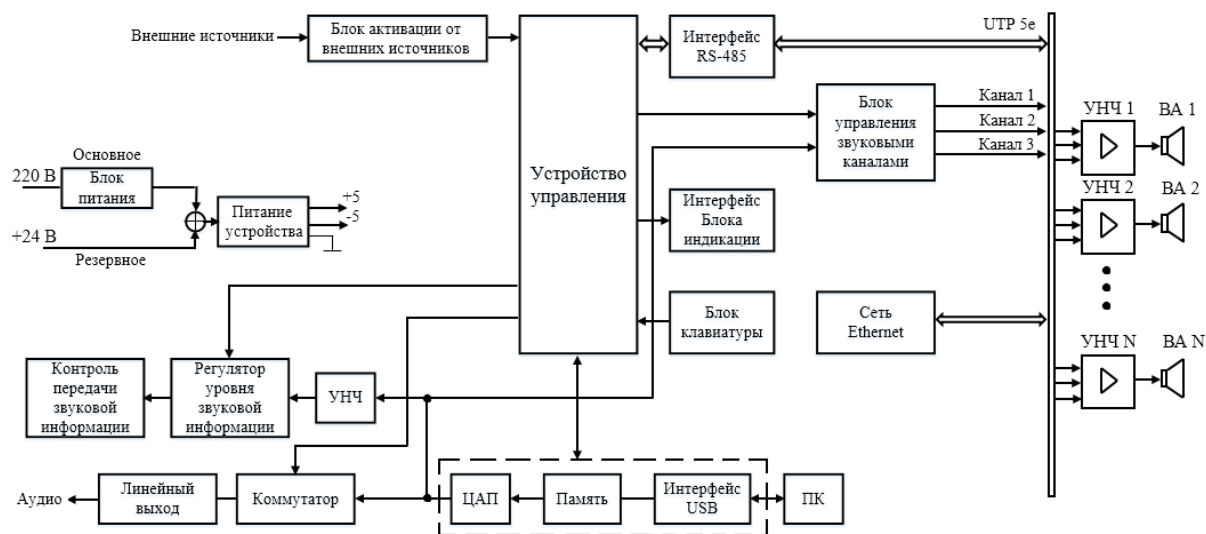 Внешние источники
Блок активации от
внешних источников
Интерфейс
RS-485
UTP 5e
Устройство
управления
Блок
управления
звуковыми
каналами
Канал 1
Канал 2
Канал 3
УНЧ 1
ВА 1
УНЧ 2
ВА 2
УНЧ N
ВА N
Основное
220 В
Блок
питания
+24 В
Резервное
Питание
устройства
+5
-5
Интерфейс
Блока
индикации
Блок
клавиатуры
Сеть
Ethernet
Контроль
передачи
звуковой
информации
Регулятор
уровня
звуковой
информации
УНЧ
Аудио
Линейный
выход
Коммутатор
ЦАП
Память
Интерфейс
USB
ПК